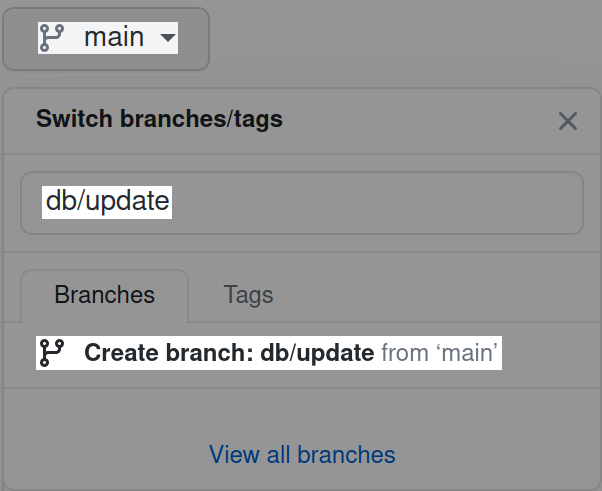 main
Switch branches/tags
db/update
Branches Tags
Create branch: db/update from ‘main’
View all branches